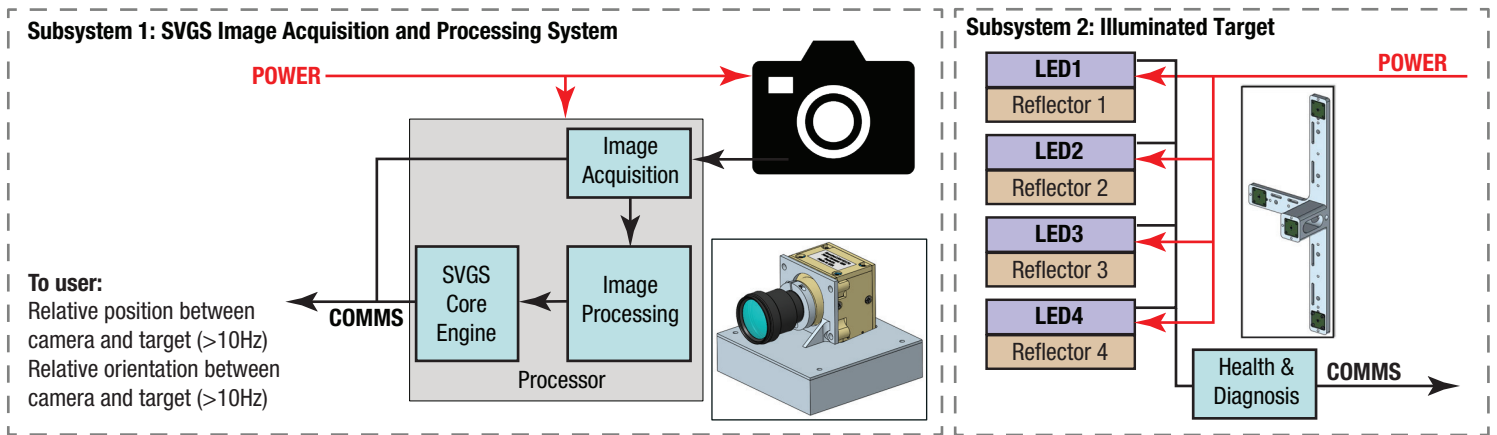 Subsystem 1: SVGS Image Acquisition and Processing System
POWER
Image
Acquisition
SVGS
Core
Engine
Image
Processing
Processor
COMMS
To user:
Relative position between
camera and target (>10Hz)
Relative orientation between
camera and target (>10Hz)
Subsystem 2: Illuminated Target
LED1
Reflector 1
LED2
Reflector 2
LED3
Reflector 3
LED4
Reflector 4
POWER
Health &
Diagnosis
COMMS